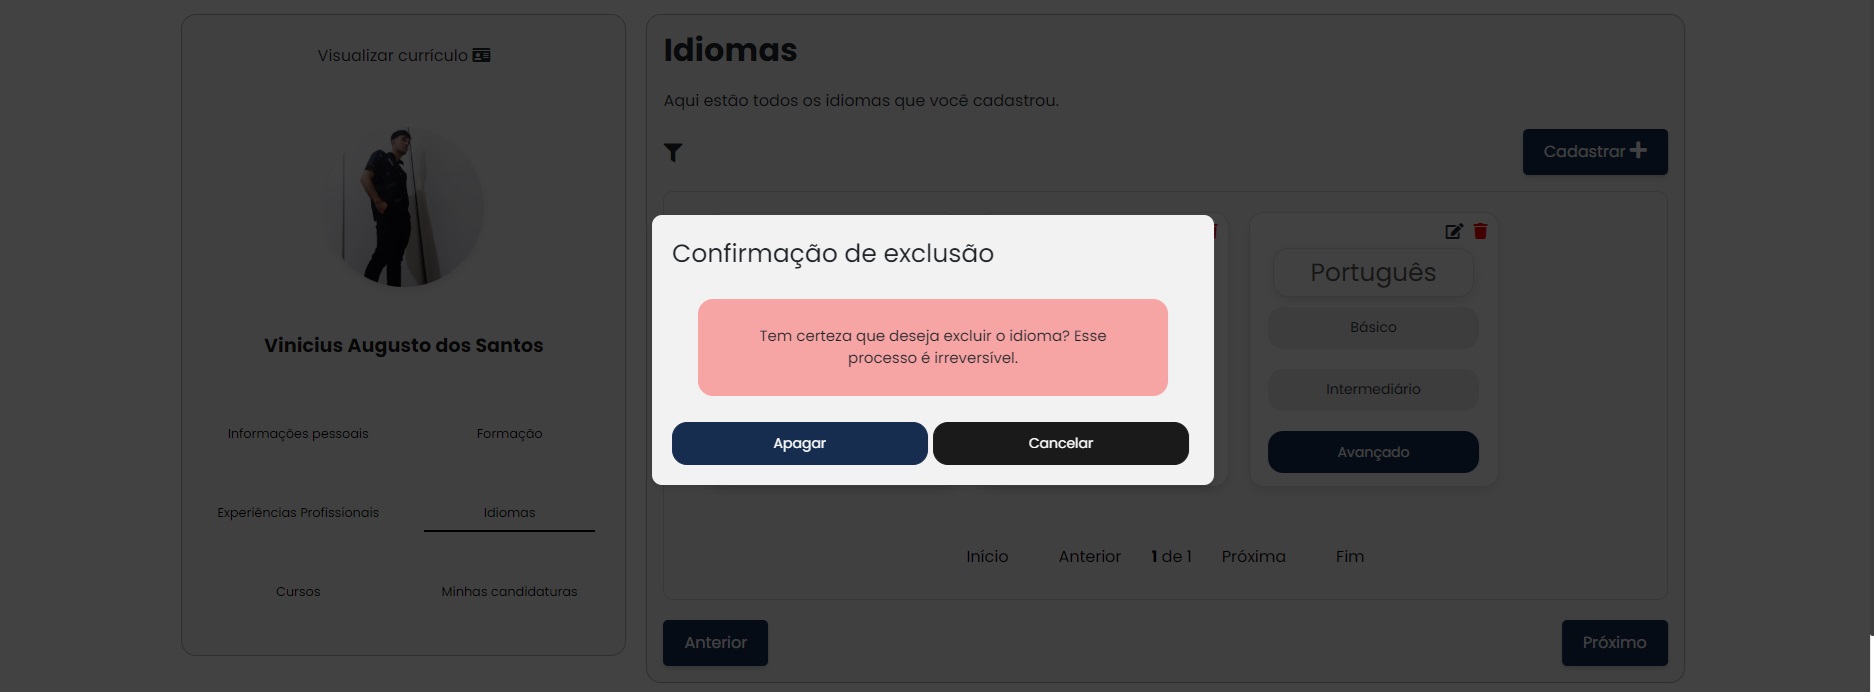 Visualizar currículo
Vinicius Augusto dos Santos
Informações pessoais
Formação
Experiências Profissionais
Idiomas
Cursos
Minhas candidaturas
Idiomas
Aqui estão todos os idiomas que você cadastrou.
Cadastrar
Confirmação de exclusão
Tem certeza que deseja excluir o idioma? Esse
processo é irreversível.
Apagar
Cancelar
Português
Básico
Intermediário
Avançado
Início
Anterior
1 de 1
Próxima
Fim
Anterior
Próximo